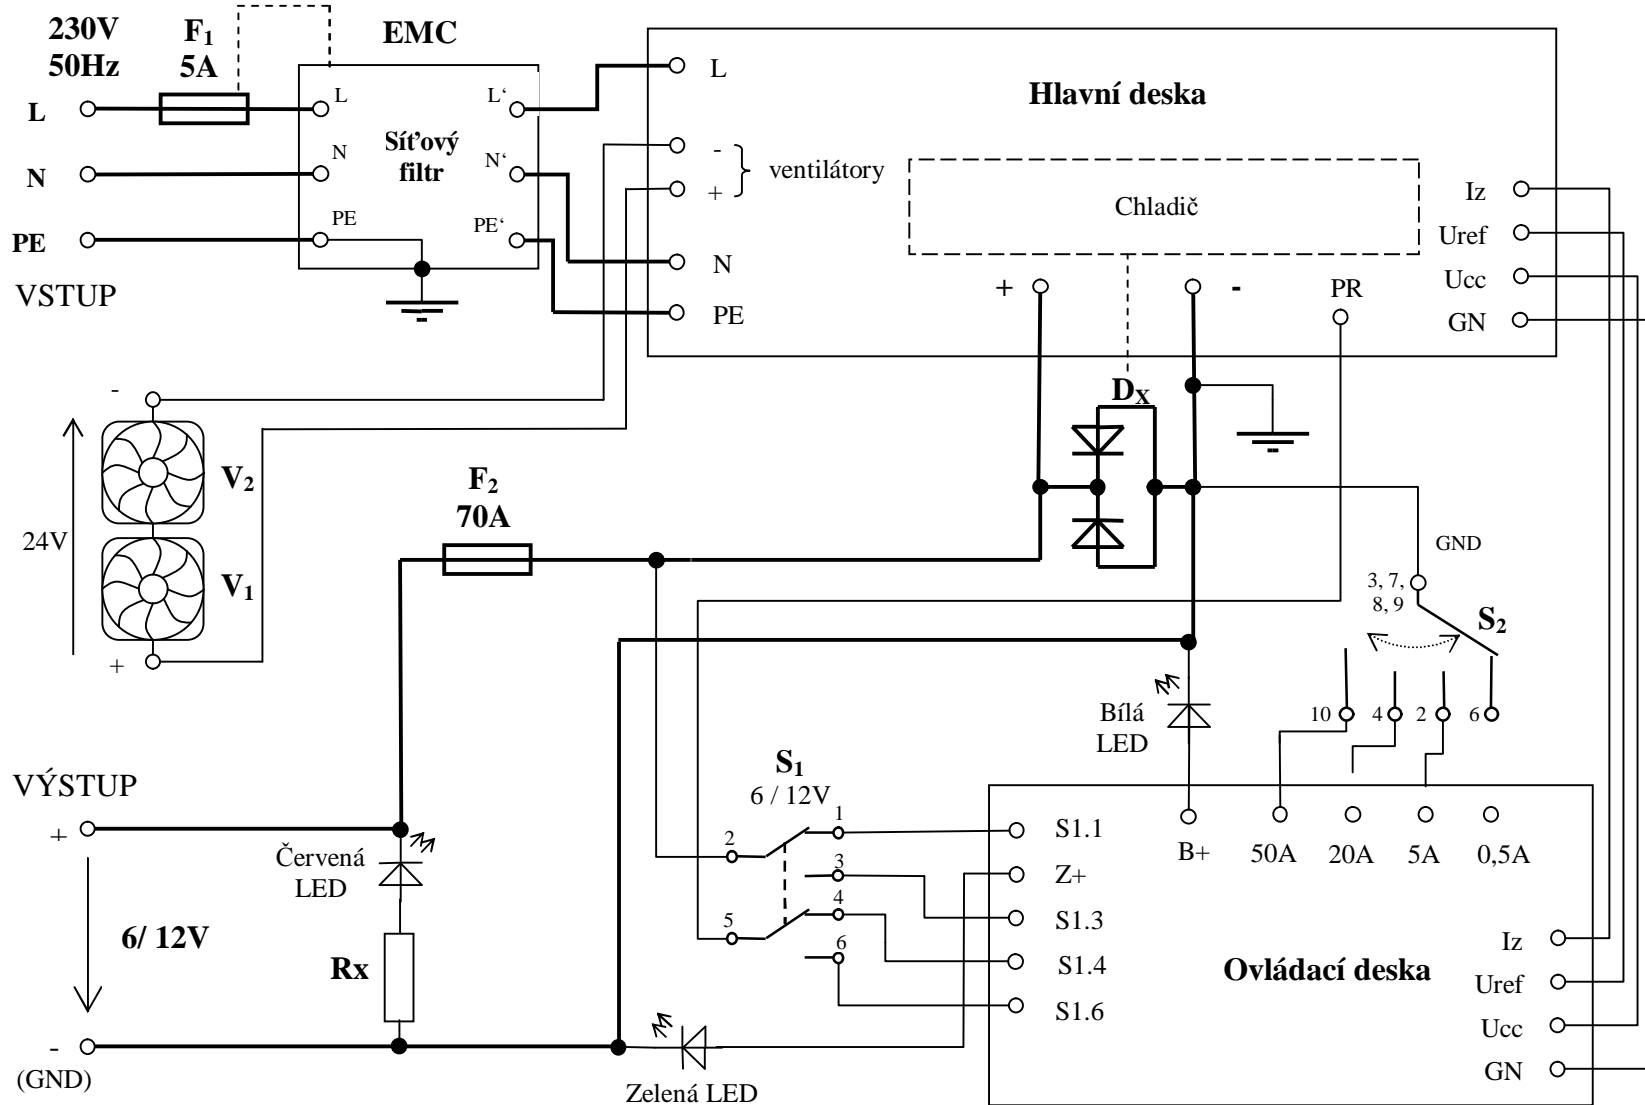 230V
50Hz
F1
5A
EMC
L
N
PE
VSTUP
L
N
PE
Síťový
filtr
L‘
N‘
PE‘
Hlavní deska
L
-
+
ventilátory
N
PE
Chladič
+
-
PR
Iz
Uref
Ucc
GN
DX
-
V2
24V
V1
+
F2
70A
GND
3, 7,
8, 9
S2
10
4
2
6
Bílá
LED
S1
6 / 12V
1
2
3
4
5
6
VÝSTUP
+
Červená
LED
6/ 12V
Rx
-
(GND)
Zelená LED
S1.1
Z+
S1.3
S1.4
S1.6
B+
50A
20A
5A
0,5A
Ovládací deska
Iz
Uref
Ucc
GN